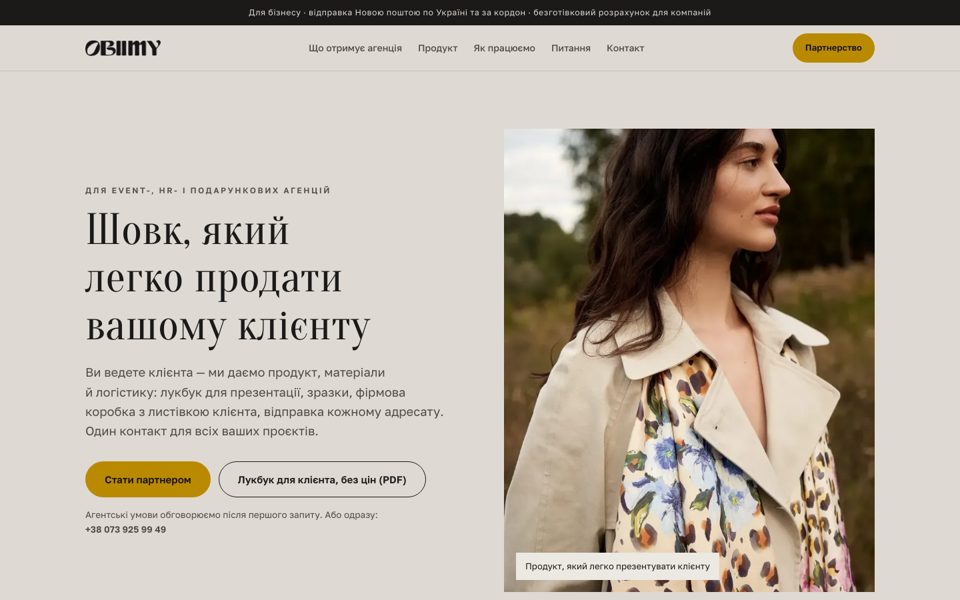 Для бізнесу · відправка Новою поштою по Україні та за кордон · безготівковий розрахунок для компаній
OBIIMY
Що отримує агенція
Продукт
Як працюємо
Питання
Контакт
Партнерство
ДЛЯ EVENT-, HR- І ПОДАРУНКОВИХ АГЕНЦІЙ
Шовк, який
легко продати
вашому клієнту
Ви ведете клієнта — ми даємо продукт, матеріали
й логістику: лукбук для презентації, зразки, фірмова
коробка з листівкою клієнта, відправка кожному адресату.
Один контакт для всіх ваших проєктів.
Стати партнером
Лукбук для клієнта, без цін (PDF)
Агентські умови обговорюємо після першого запиту. Або одразу:
+38 073 925 99 49
Продукт, який легко презентувати клієнту